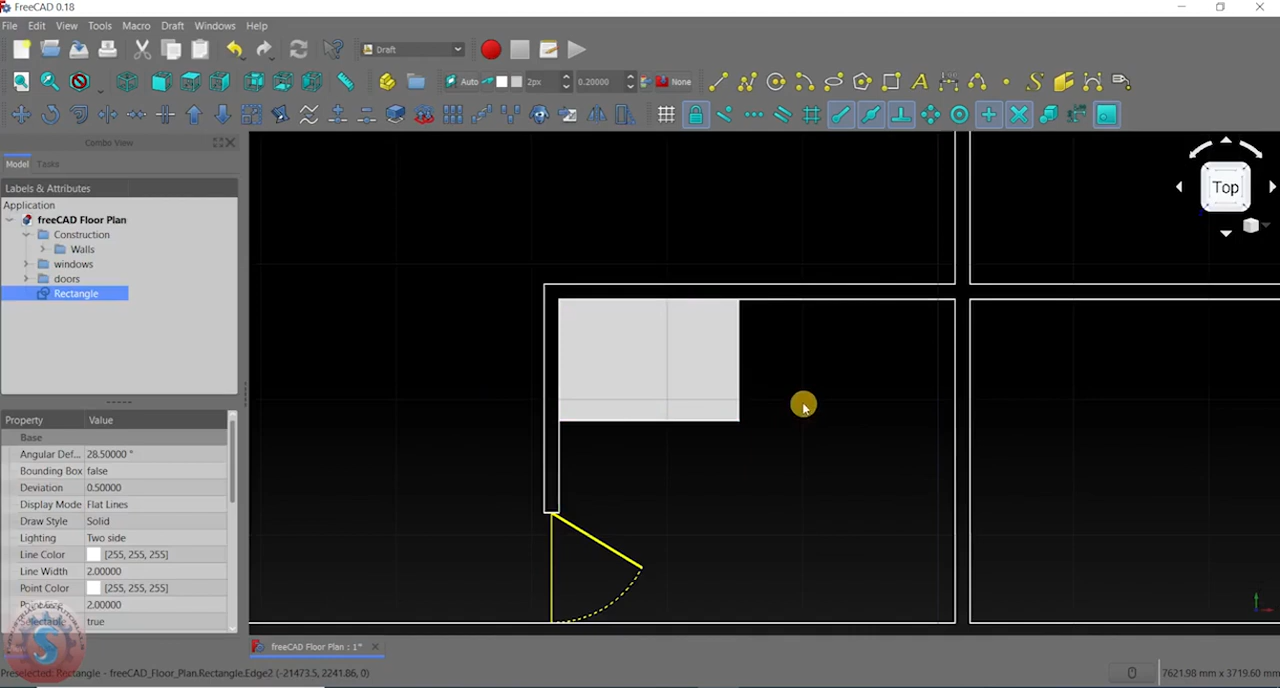 FreeCAD 0.18
File Edit View Tools Macro Draft Windows Help
Draft
Auto 2px 0.20000 None
Combo View
Model Tasks
Labels & Attributes
Application
freeCAD Floor Plan
Construction
Walls
windows
doors
Rectangle
Top
Property Value
Base
Angular Def... 28.50000 °
Bounding Box false
Deviation 0.50000
Display Mode Flat Lines
Draw Style Solid
Lighting Two side
Line Color [255, 255, 255]
Line Width 2.00000
Point Color [255, 255, 255]
2.00000
Selectable true
freeCAD Floor Plan : 1*
Preselected: Rectangle - freeCAD_Floor_Plan.Rectangle.Edge2 (-21473.5, 2241.86, 0)
7621.98 mm x 3719.60 mm